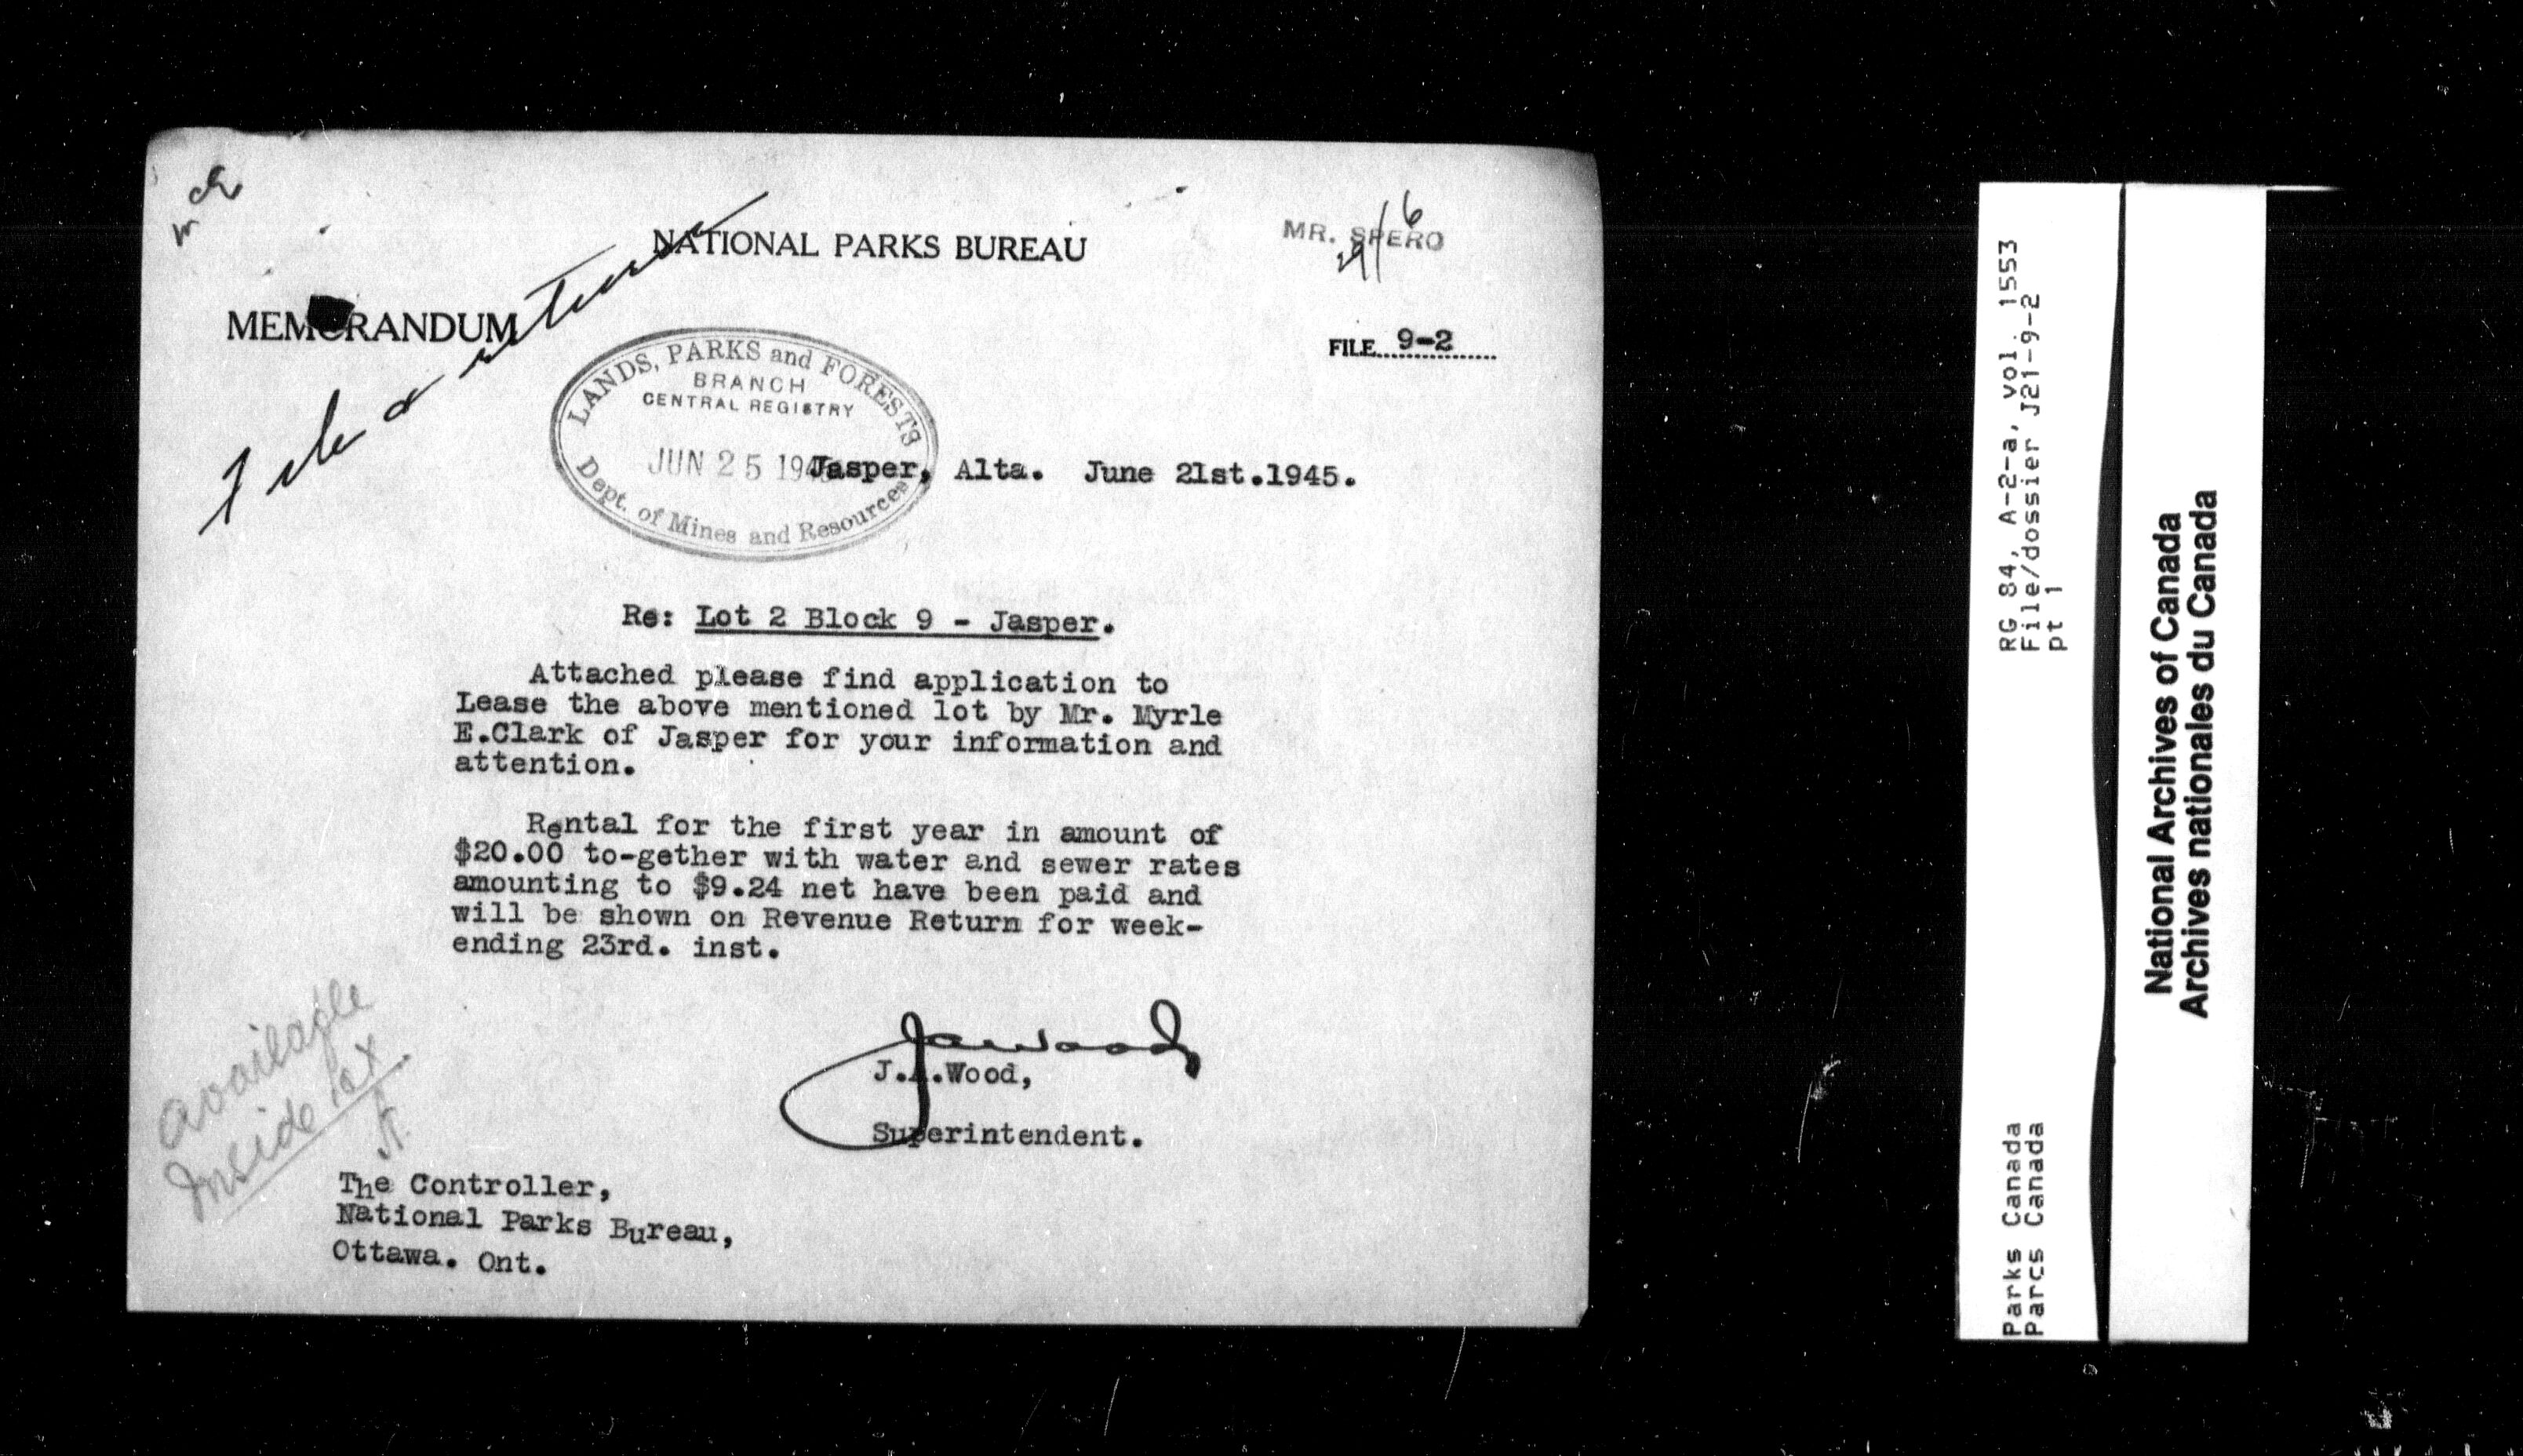 NATIONAL PARKS BUREAU
MR. SPERO
29/6
MEMORANDUM
FILE 9-2
File a return
LANDS, PARKS and FORESTS
BRANCH
CENTRAL REGISTRY
JUN 25 1945
Dept. of Mines and Resources
Jasper, Alta. June 21st.1945.
Re: Lot 2 Block 9 - Jasper.
Attached please find application to
Lease the above mentioned lot by Mr. Myrle
E.Clark of Jasper for your information and
attention.
Rental for the first year in amount of
$20.00 to-gether with water and sewer rates
amounting to $9.24 net have been paid and
will be shown on Revenue Return for week-
ending 23rd. inst.
J.A.Wood
J.A.Wood,
Superintendent.
available
Inside lot
The Controller,
National Parks Bureau,
Ottawa. Ont.
RG 84, A-2-a, vol. 1553
File/dossier J21-9-2
pt 1
Parks Canada
Parcs Canada
National Archives of Canada
Archives nationales du Canada